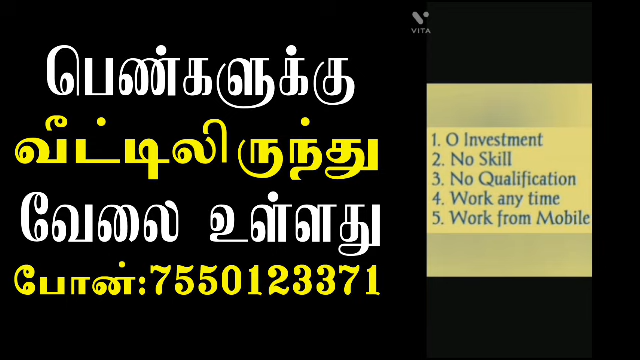 பெண்களுக்கு
வீட்டிலிருந்து
வேலை உள்ளது
போன்:7550123371
VITA
1. O Investment
2. No Skill
3. No Qualification
4. Work any time
5. Work from Mobile